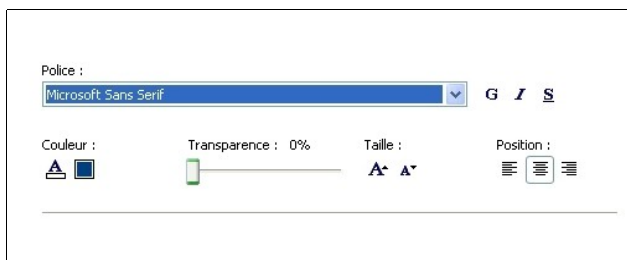 Police :
Microsoft Sans Serif
G I S
Couleur : Transparence : 0% Taille : Position :
A A A